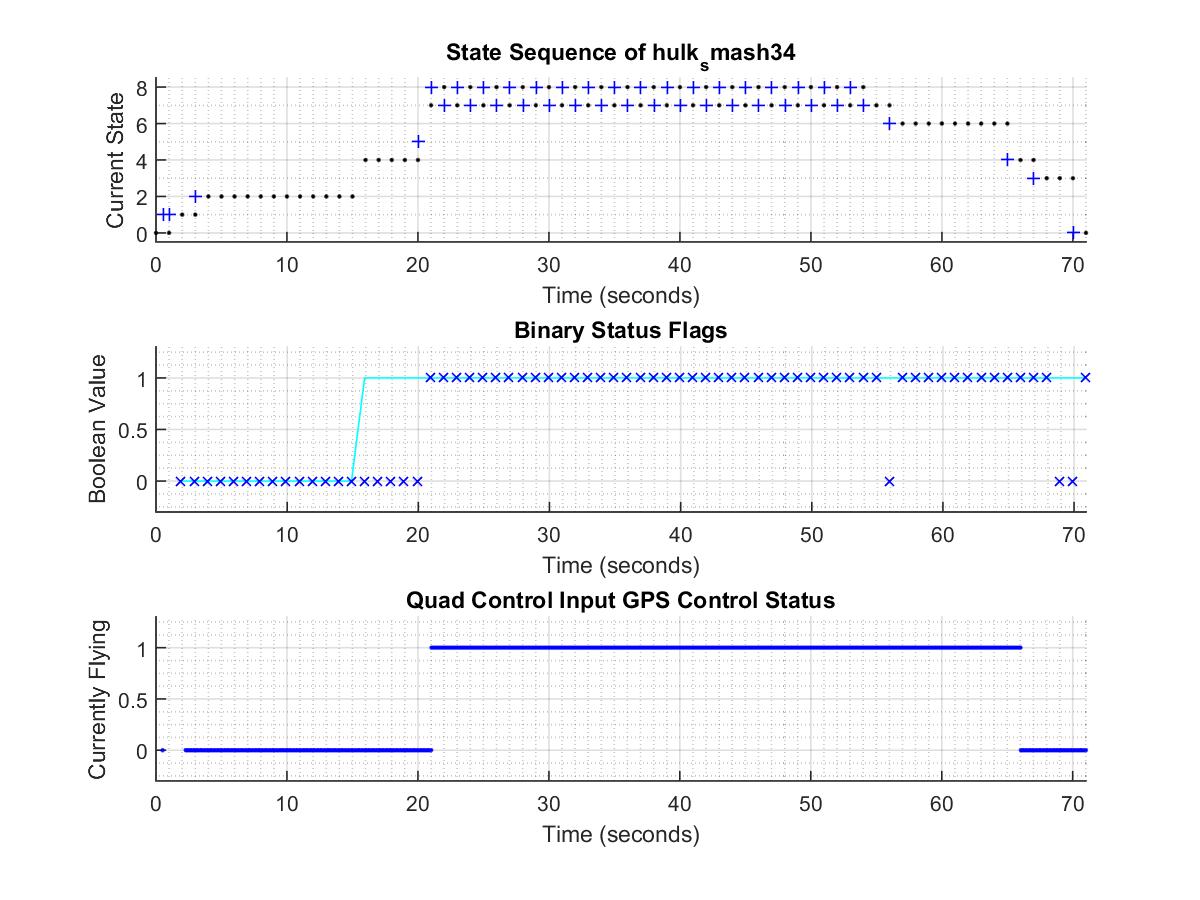 State Sequence of hulksmash34
Current State
8
6
4
2
0
0 10 20 30 40 50 60 70
Time (seconds)
Binary Status Flags
Boolean Value
1
0.5
0
0 10 20 30 40 50 60 70
Time (seconds)
Quad Control Input GPS Control Status
Currently Flying
1
0.5
0
0 10 20 30 40 50 60 70
Time (seconds)